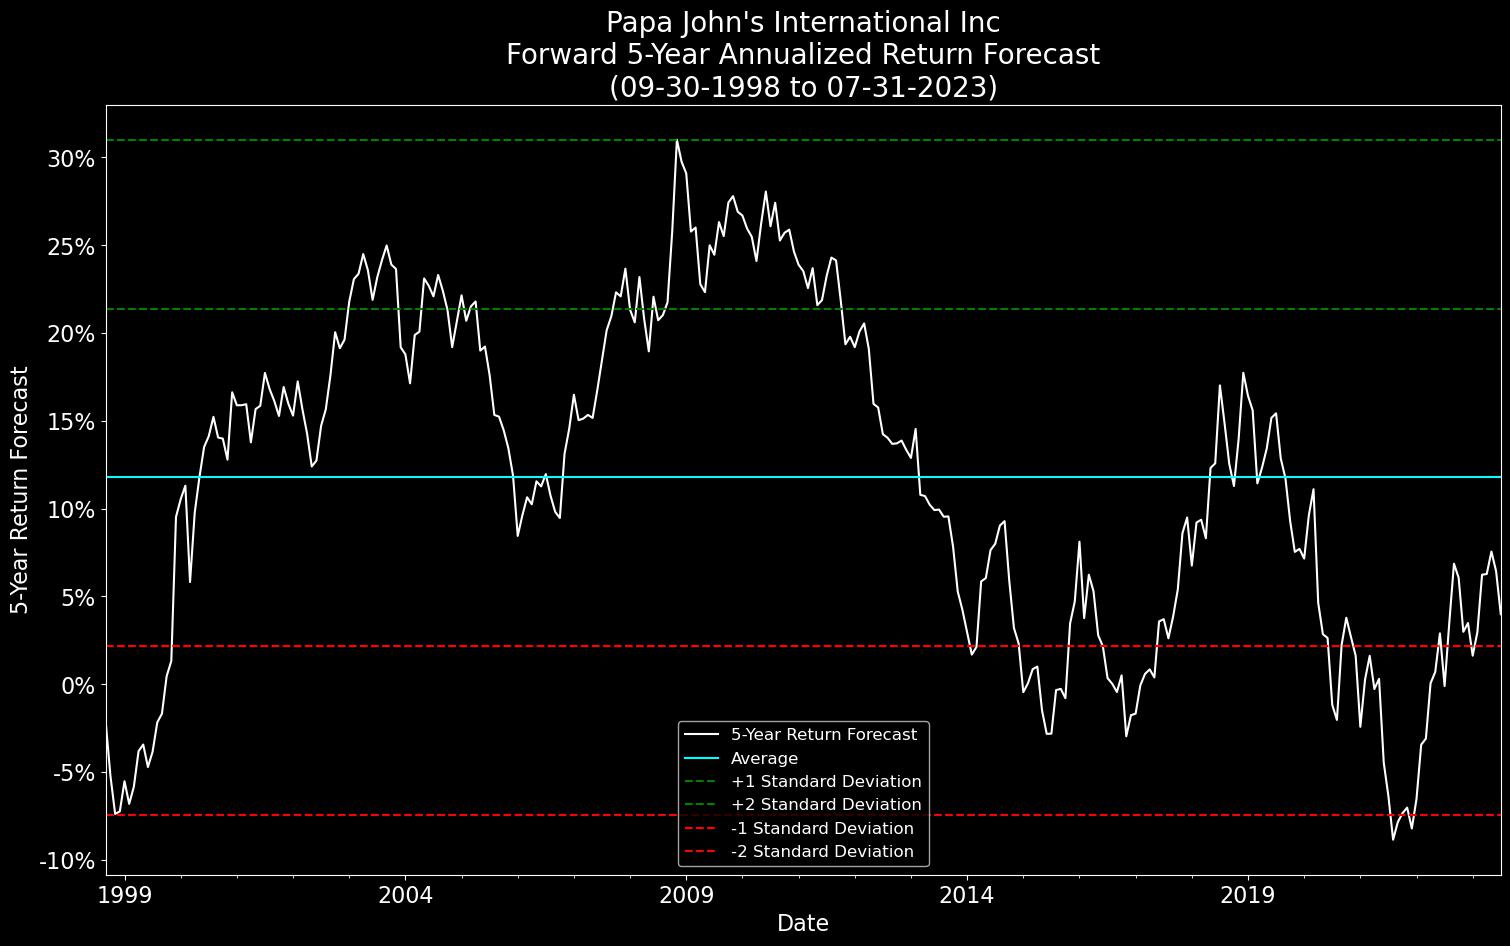 Papa John's International Inc
Forward 5-Year Annualized Return Forecast
(09-30-1998 to 07-31-2023)
5-Year Return Forecast
30%
25%
20%
15%
10%
5%
0%
-5%
-10%
5-Year Return Forecast
Average
+1 Standard Deviation
+2 Standard Deviation
-1 Standard Deviation
-2 Standard Deviation
1999 2004 2009 2014 2019
Date